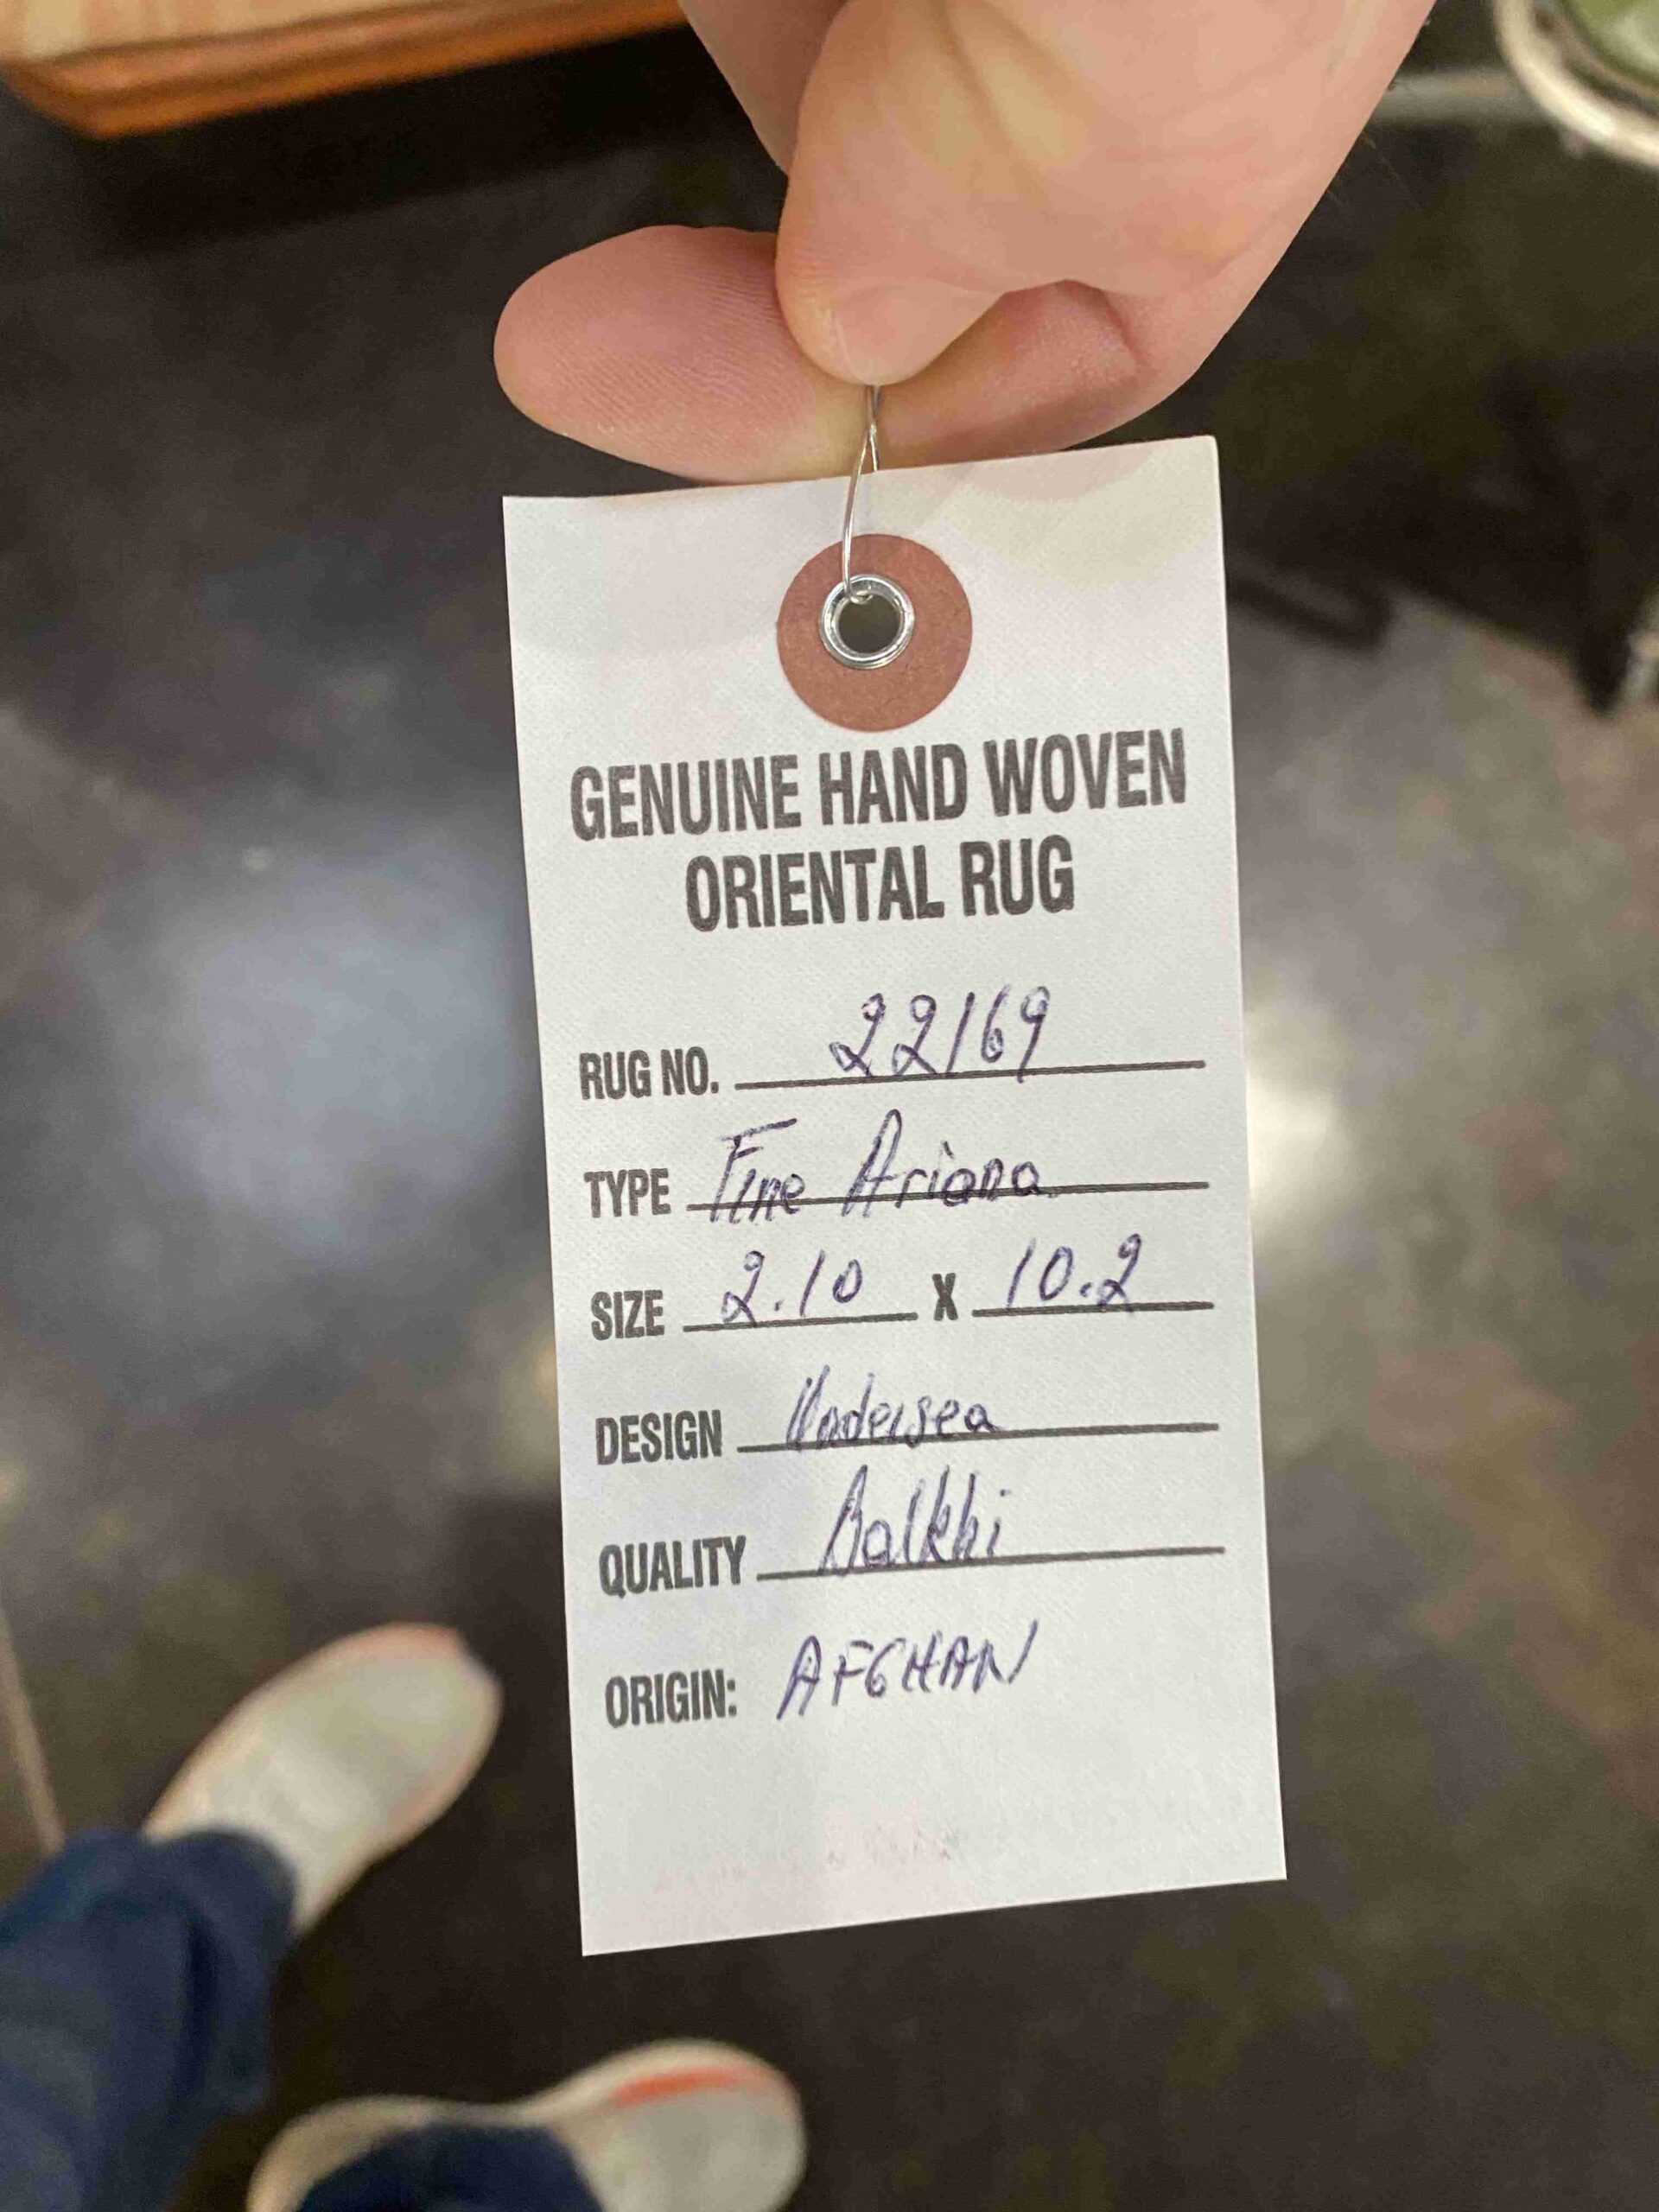 GENUINE HAND WOVEN
ORIENTAL RUG
RUG NO. 22169
TYPE Fine Ariana
SIZE 2.10 X 10.2
DESIGN Undersea
QUALITY Balkhi
ORIGIN: AFGHAN